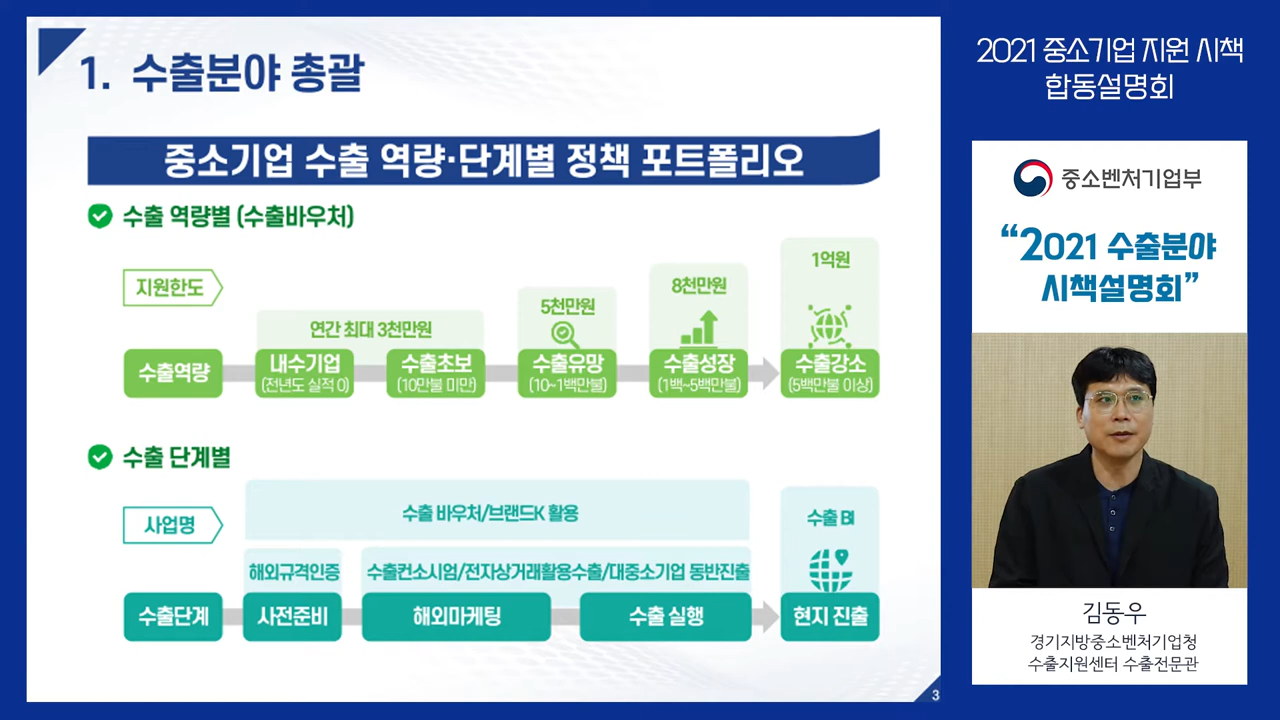 1. 수출분야 총괄
중소기업 수출 역량·단계별 정책 포트폴리오
수출 역량별 (수출바우처)
지원한도
연간 최대 3천만원
5천만원
8천만원
1억원
수출역량
내수기업
(전년도 실적 0)
수출초보
(10만불 미만)
수출유망
(10~1백만불)
수출성장
(1백~5백만불)
수출강소
(5백만불 이상)
수출 단계별
사업명
수출 바우처/브랜드K 활용
수출 BI
해외규격인증
수출컨소시엄/전자상거래활용수출/대중소기업 동반진출
수출단계
사전준비
해외마케팅
수출 실행
현지 진출
3
2021 중소기업 지원 시책
합동설명회
중소벤처기업부
“2021 수출분야
시책설명회”
김동우
경기지방중소벤처기업청
수출지원센터 수출전문관